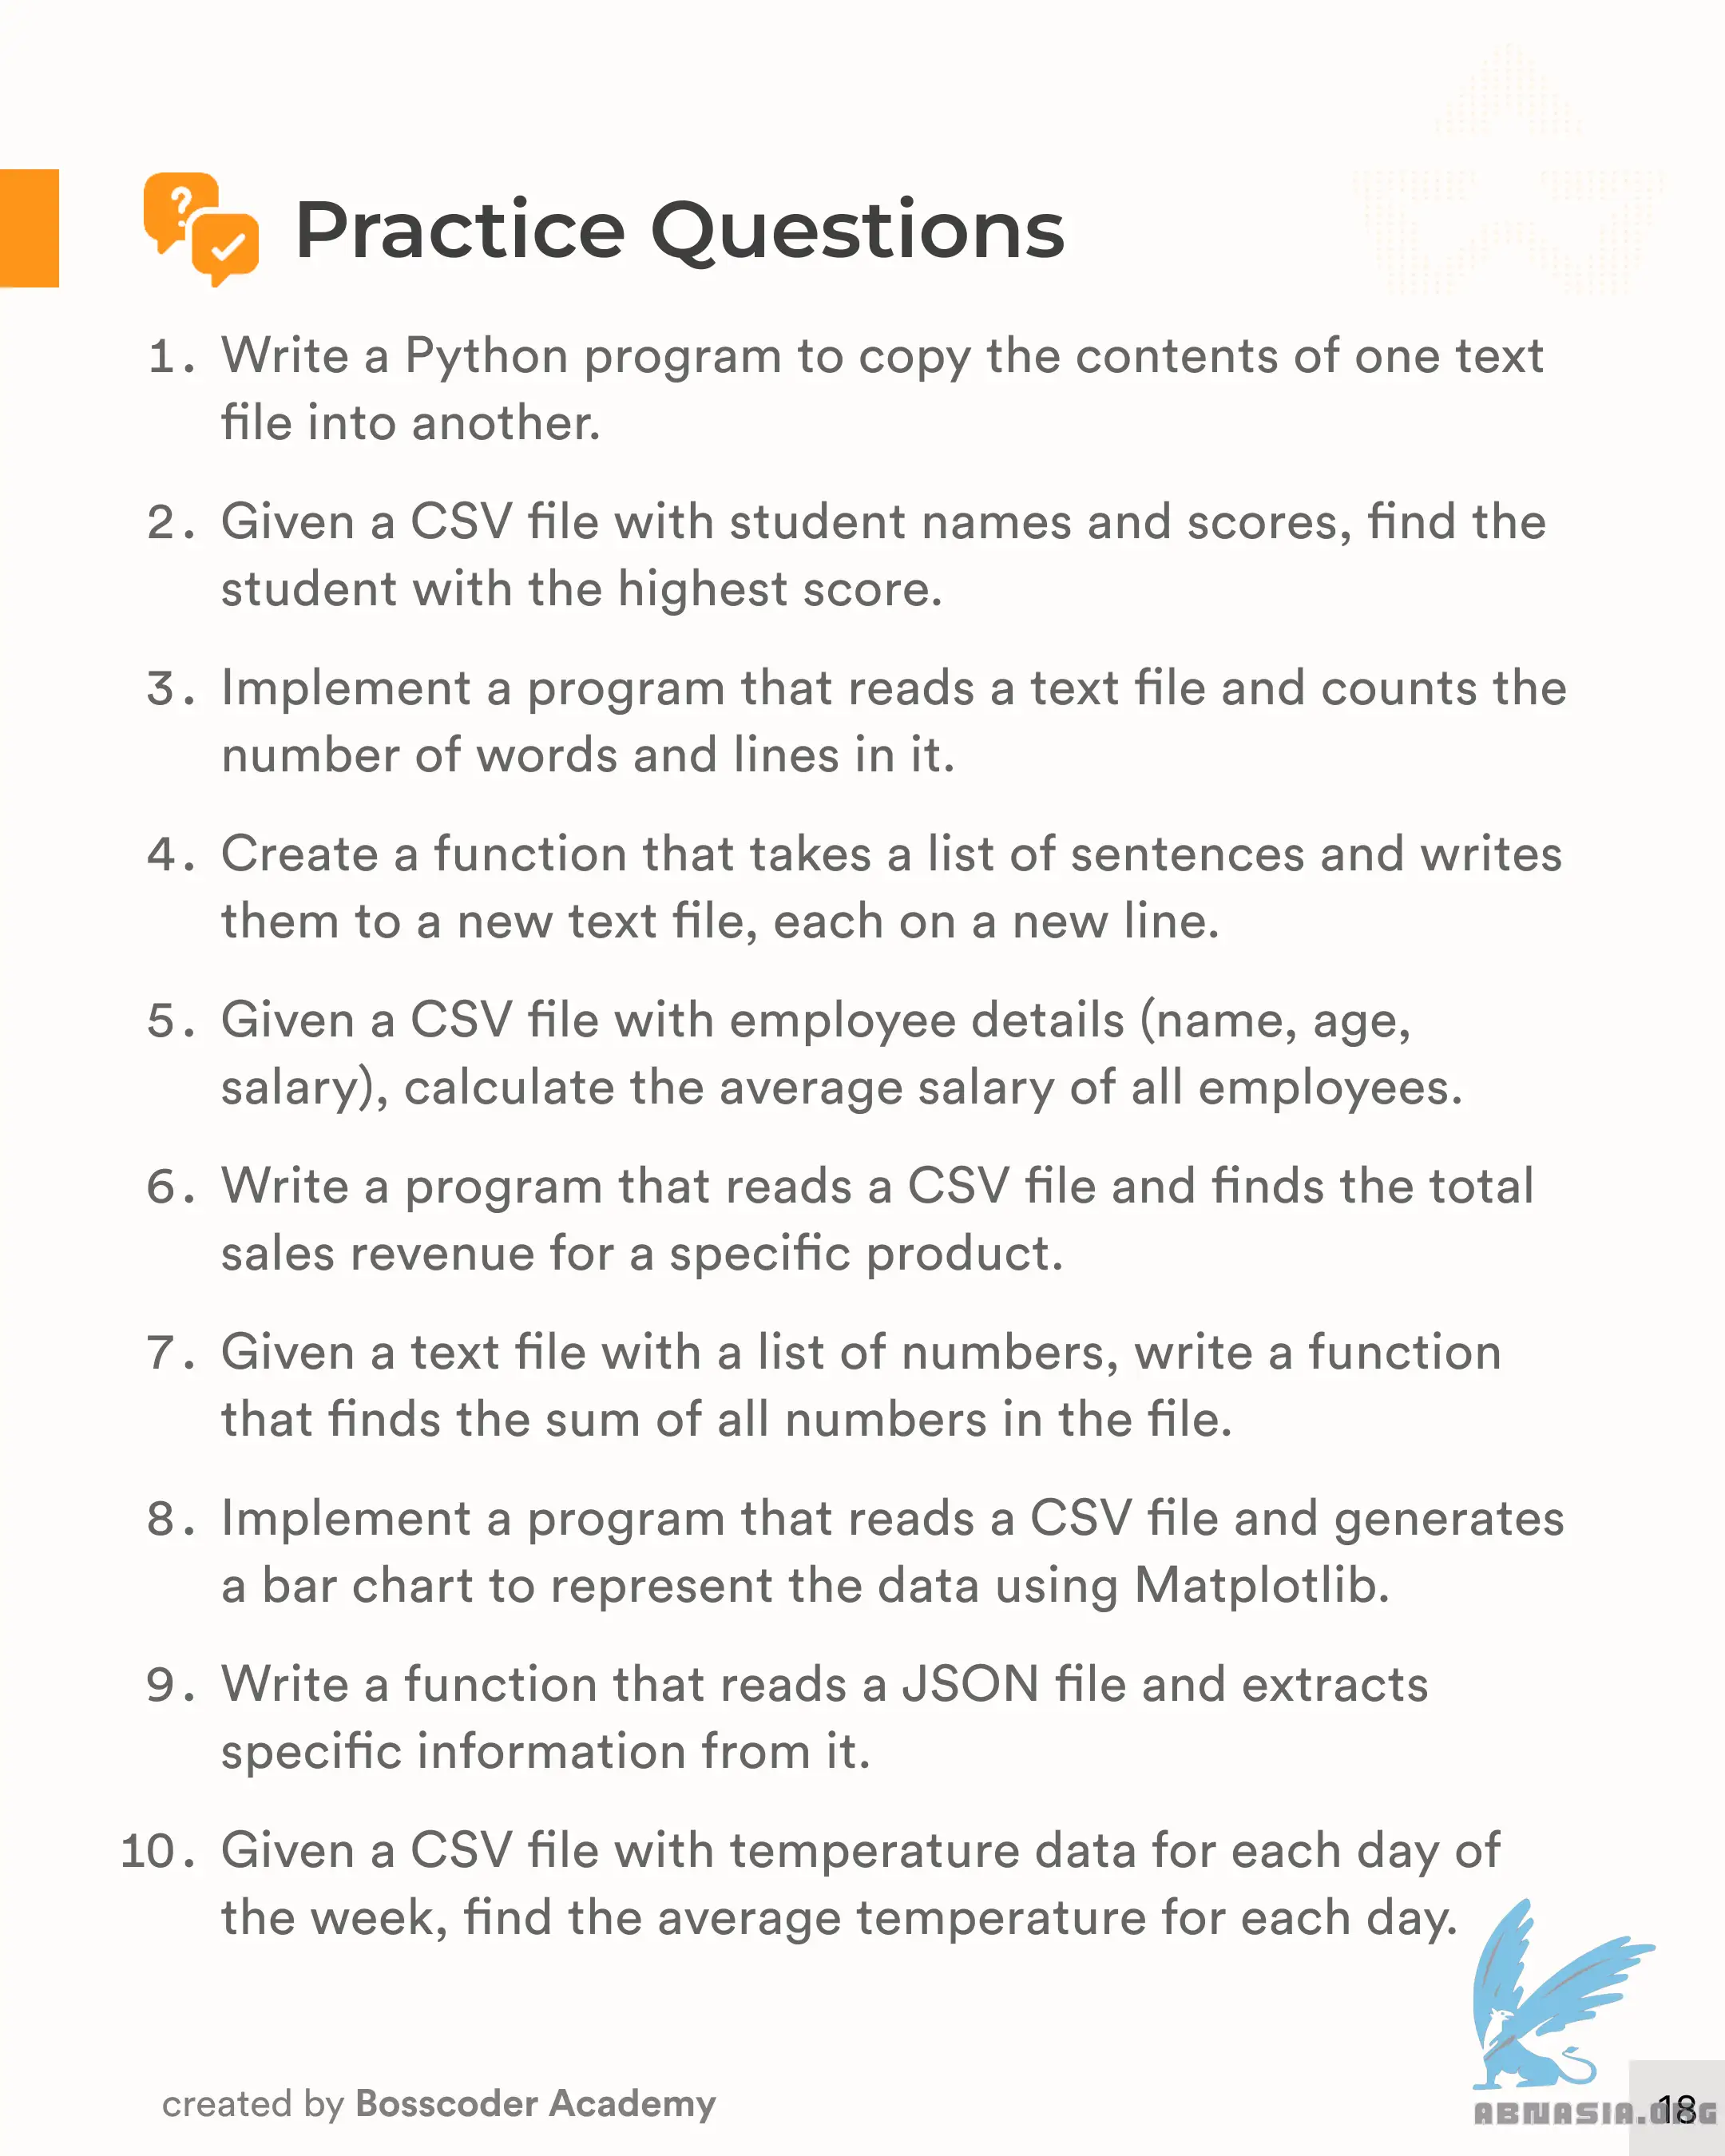 Practice Questions
1. Write a Python program to copy the contents of one text
file into another.
2. Given a CSV file with student names and scores, find the
student with the highest score.
3. Implement a program that reads a text file and counts the
number of words and lines in it.
4. Create a function that takes a list of sentences and writes
them to a new text file, each on a new line.
5. Given a CSV file with employee details (name, age,
salary), calculate the average salary of all employees.
6. Write a program that reads a CSV file and finds the total
sales revenue for a specific product.
7. Given a text file with a list of numbers, write a function
that finds the sum of all numbers in the file.
8. Implement a program that reads a CSV file and generates
a bar chart to represent the data using Matplotlib.
9. Write a function that reads a JSON file and extracts
specific information from it.
10. Given a CSV file with temperature data for each day of
the week, find the average temperature for each day.
created by Bosscoder Academy
ABNASIA.ORG
18